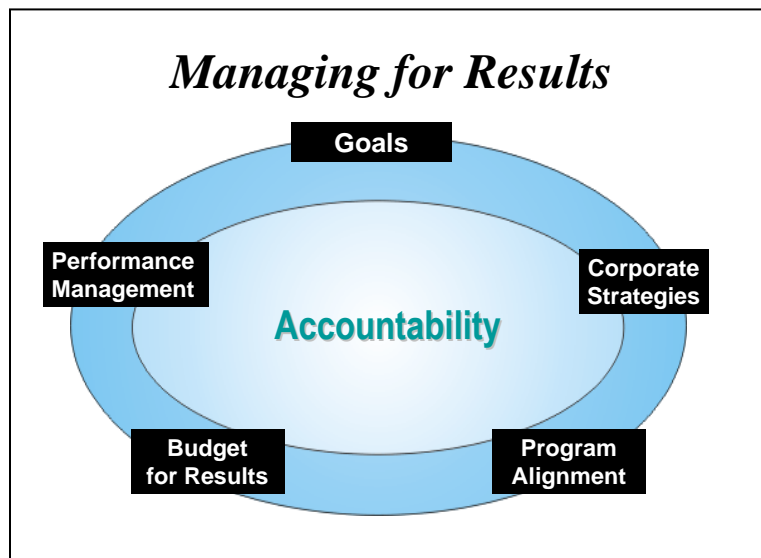 Managing for Results
Goals
Performance
Management
Corporate
Strategies
Accountability
Budget
for Results
Program
Alignment